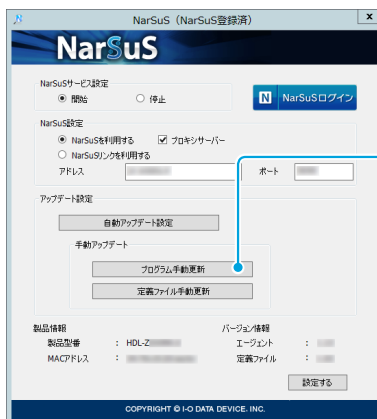 NarSuS（NarSuS登録済）
x
NarSuS
NarSuSサービス設定
開始
停止
N NarSuSログイン
NarSuS設定
NarSuSを利用する
プロキシサーバー
NarSuSリンクを利用する
アドレス
ポート
アップデート設定
自動アップデート設定
手動アップデート
プログラム手動更新
定義ファイル手動更新
製品情報
バージョン情報
製品型番 : HDL-Z
エージェント :
MACアドレス :
定義ファイル :
設定する
COPYRIGHT © I-O DATA DEVICE, INC.